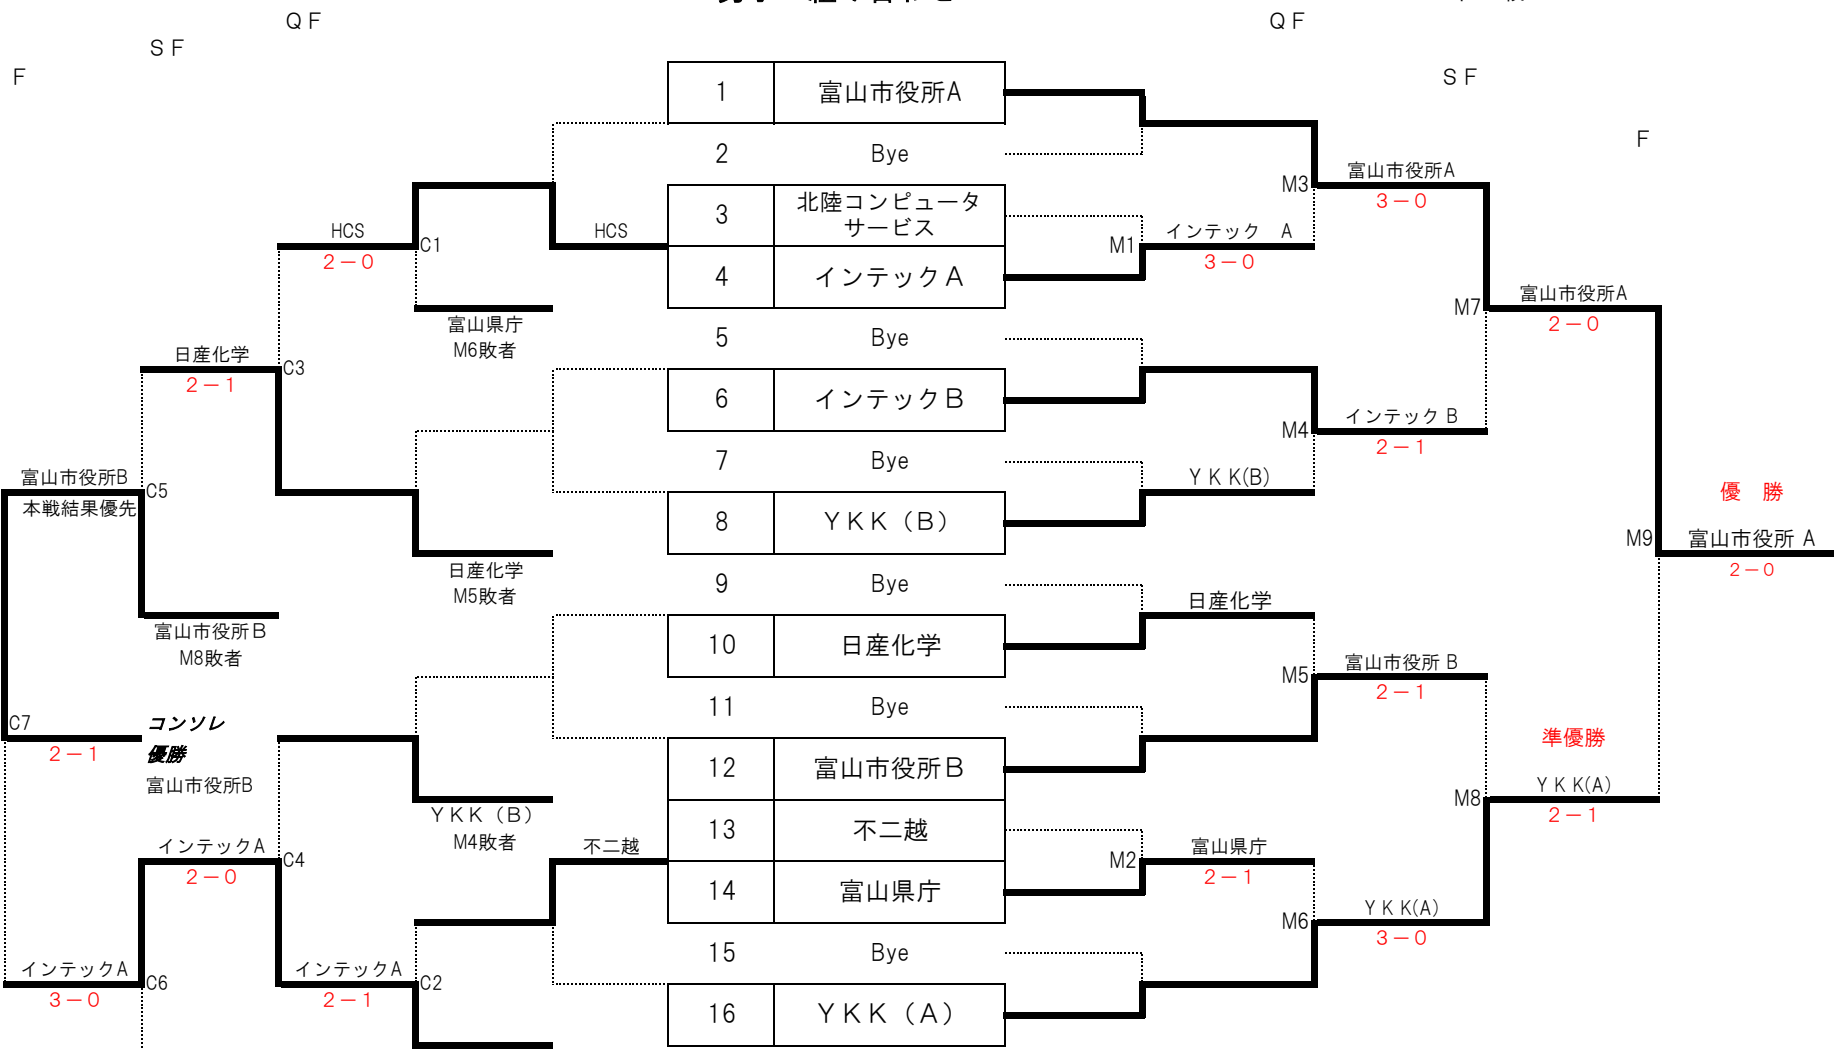 QF
QF
SF
F
SF
F
1 富山市役所A
2 Bye
3 北陸コンピュータ
サービス
4 インテックA
5 Bye
6 インテックB
7 Bye
8 YKK（B）
9 Bye
10 日産化学
11 Bye
12 富山市役所B
13 不二越
14 富山県庁
15 Bye
16 YKK（A）
HCS
2－0
C1
HCS
富山県庁
M6敗者
日産化学
2－1
C3
日産化学
M5敗者
富山市役所B
本戦結果優先
C5
富山市役所B
M8敗者
C7
2－1
コンソレ
優勝
富山市役所B
YKK（B）
M4敗者
インテックA
2－0
C4
不二越
インテックA
3－0
C6
インテックA
2－1
C2
M1
インテック　A
3－0
M3
富山市役所A
3－0
M7
富山市役所A
2－0
M4
インテック B
2－1
YKK(B)
優　勝
M9
富山市役所 A
2－0
日産化学
M5
富山市役所 B
2－1
準優勝
M8
YKK(A)
2－1
M2
富山県庁
2－1
M6
YKK(A)
3－0